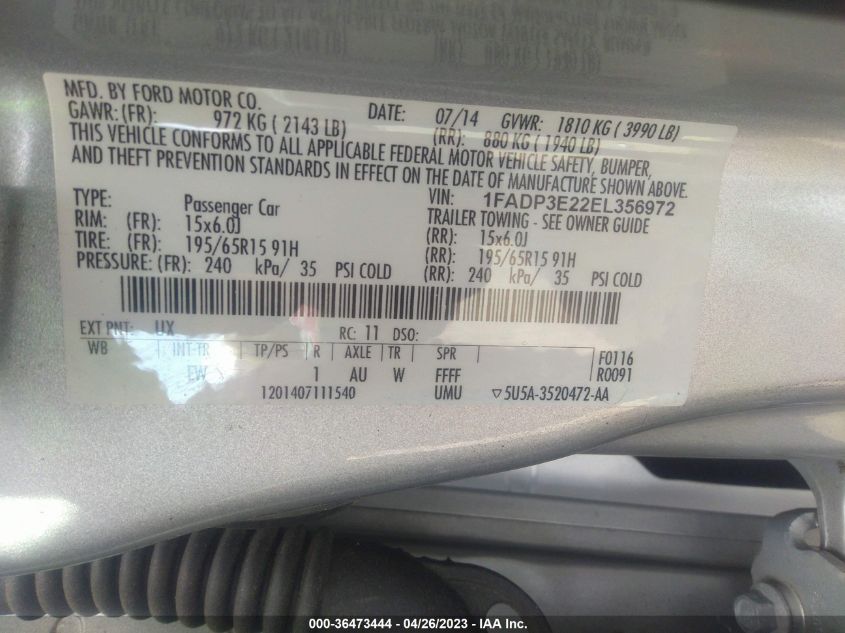 MFD. BY FORD MOTOR CO. DATE: 07/14 GVWR: 1810 KG ( 3990 LB)
GAWR: (FR): 972 KG ( 2143 LB) (RR): 880 KG ( 1940 LB)
THIS VEHICLE CONFORMS TO ALL APPLICABLE FEDERAL MOTOR VEHICLE SAFETY, BUMPER,
AND THEFT PREVENTION STANDARDS IN EFFECT ON THE DATE OF MANUFACTURE SHOWN ABOVE.
VIN: 1FADP3E22EL356972
TYPE: Passenger Car TRAILER TOWING - SEE OWNER GUIDE
RIM: (FR): 15x6.0J (RR): 15x6.0J
TIRE: (FR): 195/65R15 91H (RR): 195/65R15 91H
PRESSURE: (FR): 240 kPa/ 35 PSI COLD (RR): 240 kPa/ 35 PSI COLD
EXT PNT: UX RC: 11 DSO:
WB INT TR TP/PS R AXLE TR SPR F0116
EW 1 AU W FFFF R0091
1201407111540 UMU ▽5U5A-3520472-AA
000-36473444 - 04/26/2023 - IAA Inc.